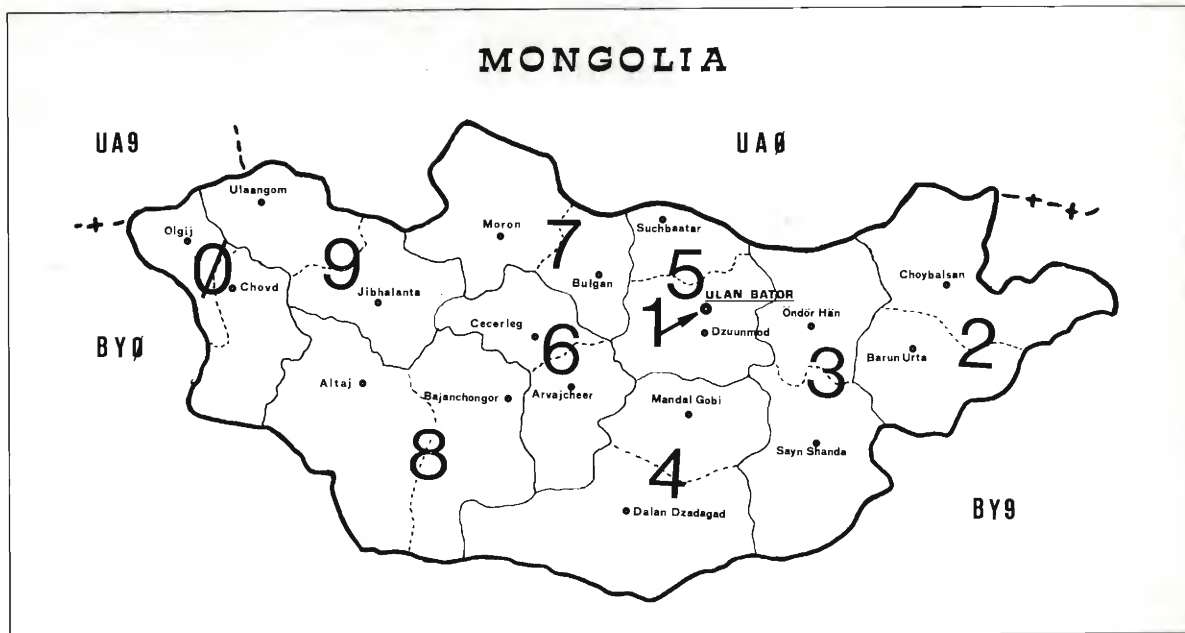 MONGOLIA
UA9
UAØ
Ulaangom
Olgij
Moron
Suchbaatar
7
Ø
9
5
Choybalsan
Chovd
Jibhalanta
Bulgan
ULAN BATOR
1
Dzuunmod
Öndör Hän
BYØ
Cecerleg
6
3
2
Barun Urta
Altaj
Bajanchongor
Arvajcheer
Mandal Gobi
8
4
Sayn Shanda
Dalan Dzadagad
BY9